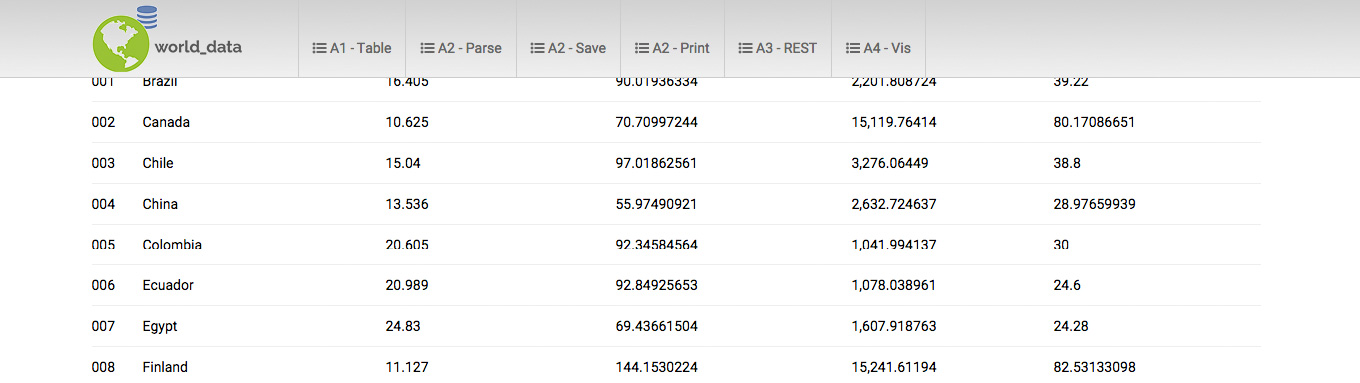 world_data A1 - Table A2 - Parse A2 - Save A2 - Print A3 - REST A4 - Vis
001 Brazil 16.405 90.01936334 2,201.808724 39.22
002 Canada 10.625 70.70997244 15,119.76414 80.17086651
003 Chile 15.04 97.01862561 3,276.06449 38.8
004 China 13.536 55.97490921 2,632.724637 28.97659939
005 Colombia 20.605 92.34584564 1,041.994137 30
006 Ecuador 20.989 92.84925653 1,078.038961 24.6
007 Egypt 24.83 69.43661504 1,607.918763 24.28
008 Finland 11.127 144.1530224 15,241.61194 82.53133098